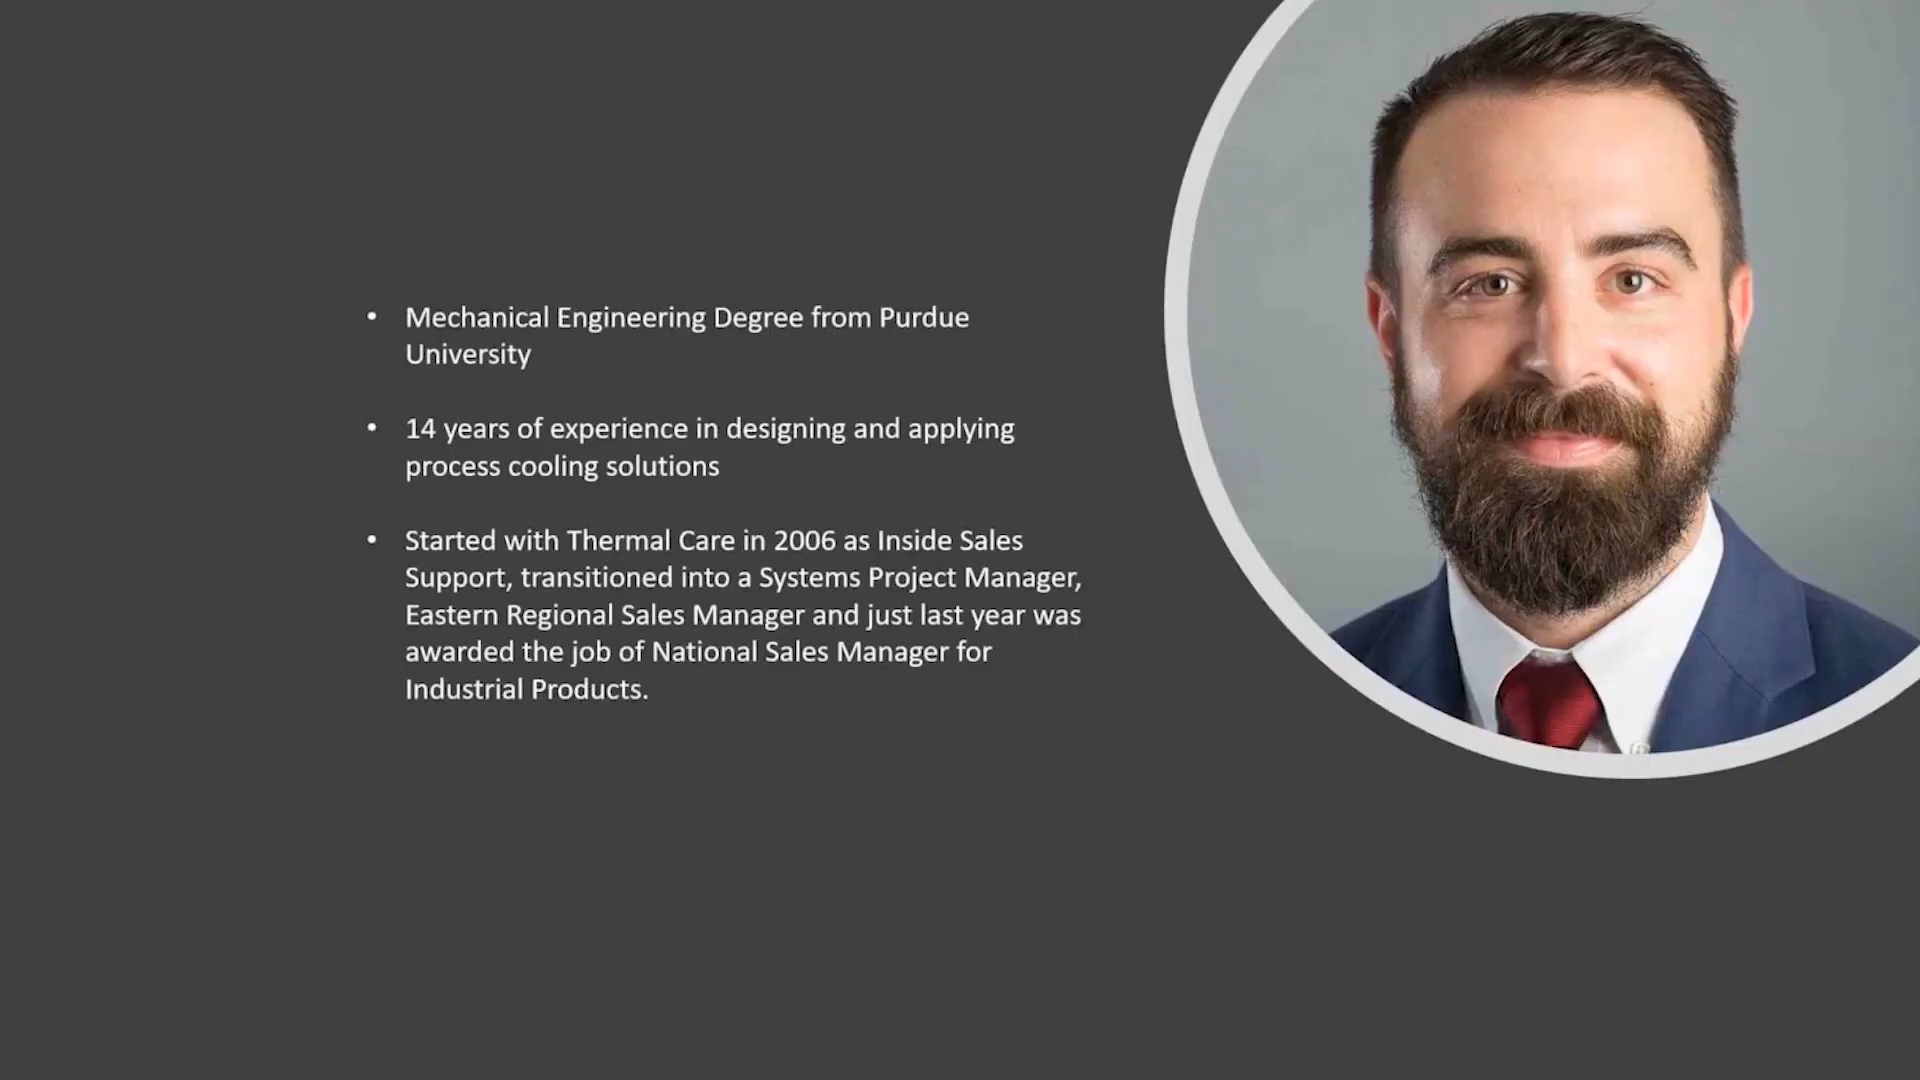 • Mechanical Engineering Degree from Purdue
University
• 14 years of experience in designing and applying
process cooling solutions
• Started with Thermal Care in 2006 as Inside Sales
Support, transitioned into a Systems Project Manager,
Eastern Regional Sales Manager and just last year was
awarded the job of National Sales Manager for
Industrial Products.